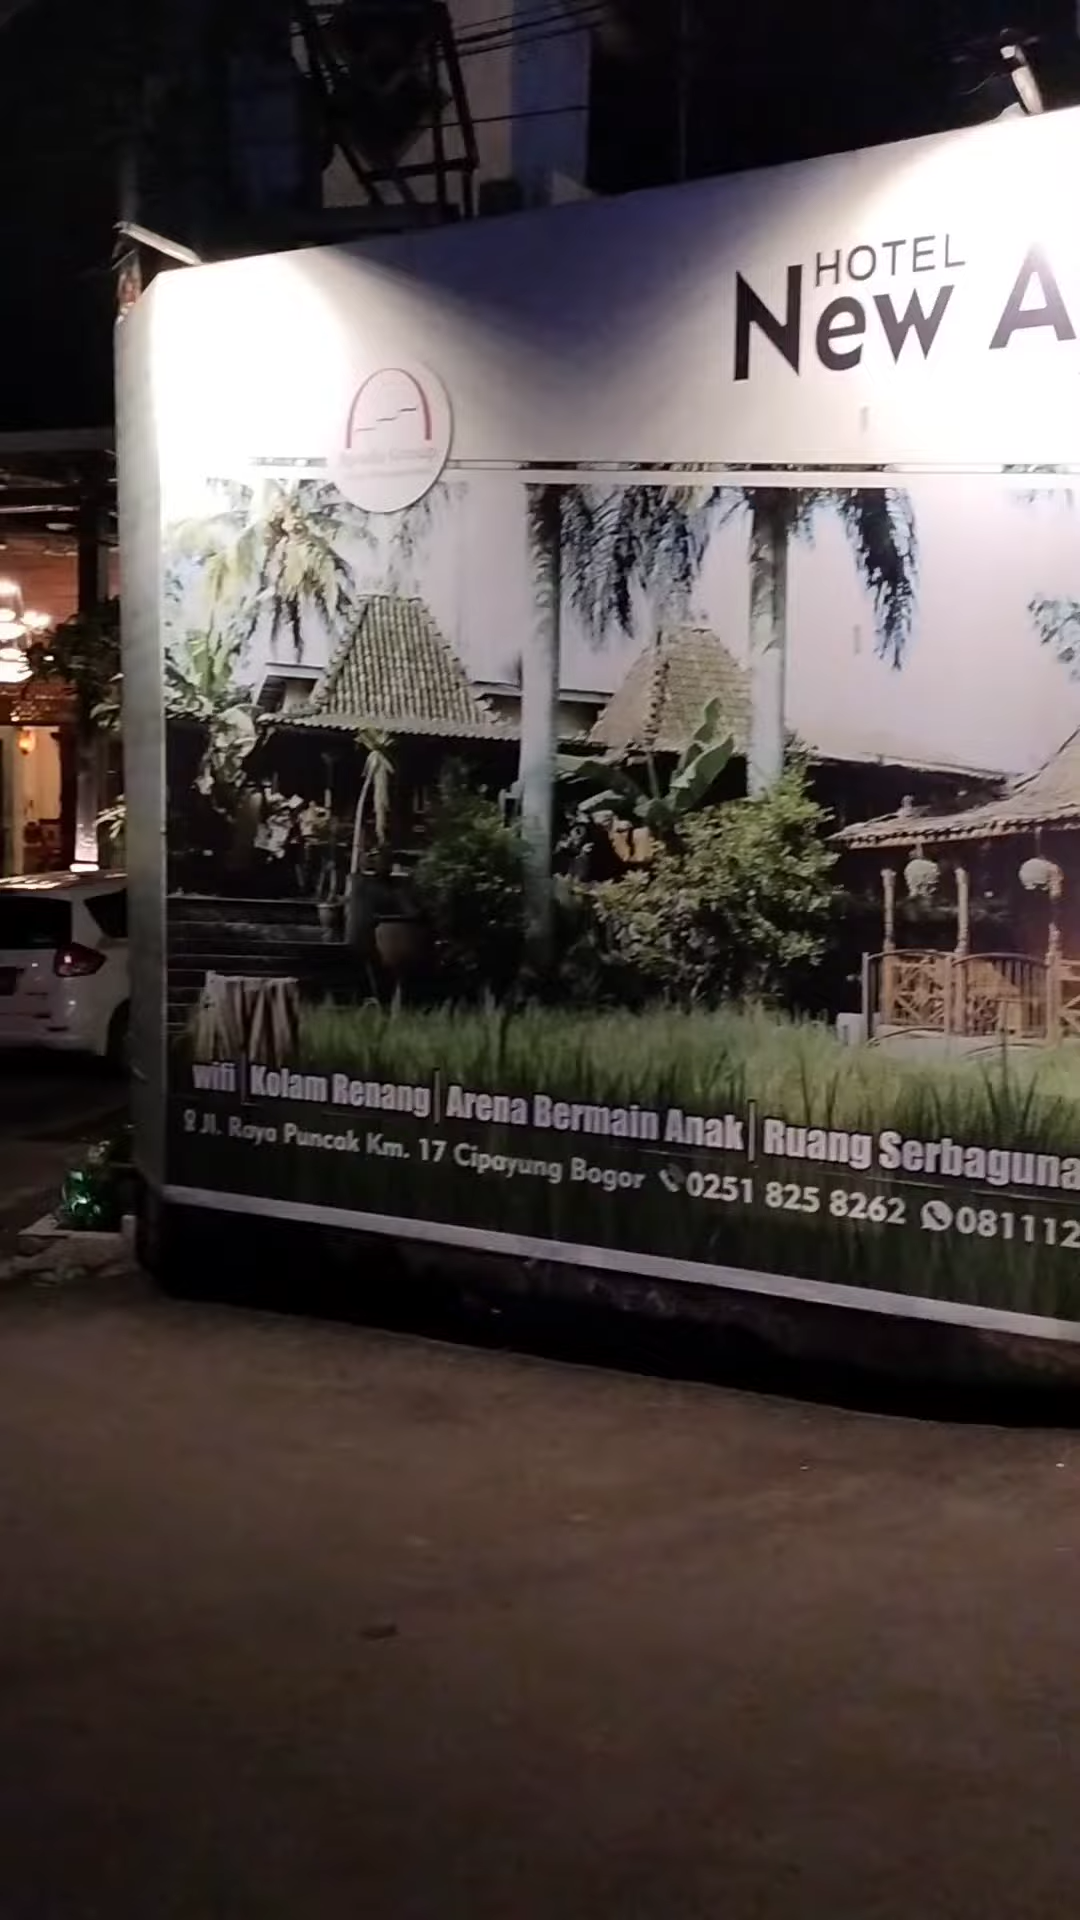 HOTEL
New A
wifi | Kolam Renang | Arena Bermain Anak | Ruang Serbaguna
Jl. Raya Puncak Km. 17 Cipayung Bogor 0251 825 8262 081112